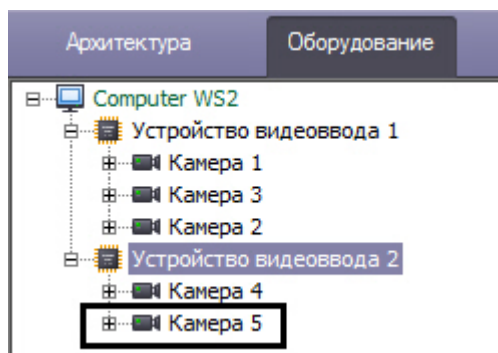 Архитектура Оборудование
Computer WS2
Устройство видеоввода 1
Камера 1
Камера 3
Камера 2
Устройство видеоввода 2
Камера 4
Камера 5